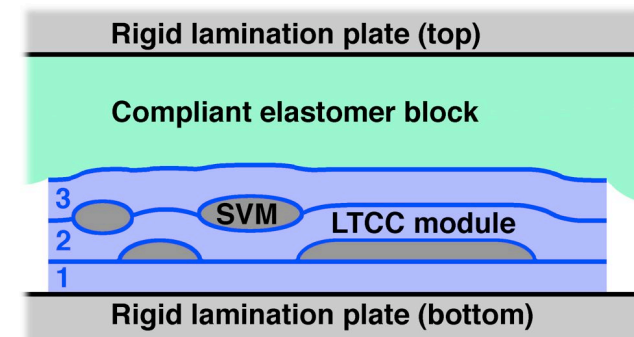 Rigid lamination plate (top)
Compliant elastomer block
3
SVM
LTCC module
2
1
Rigid lamination plate (bottom)